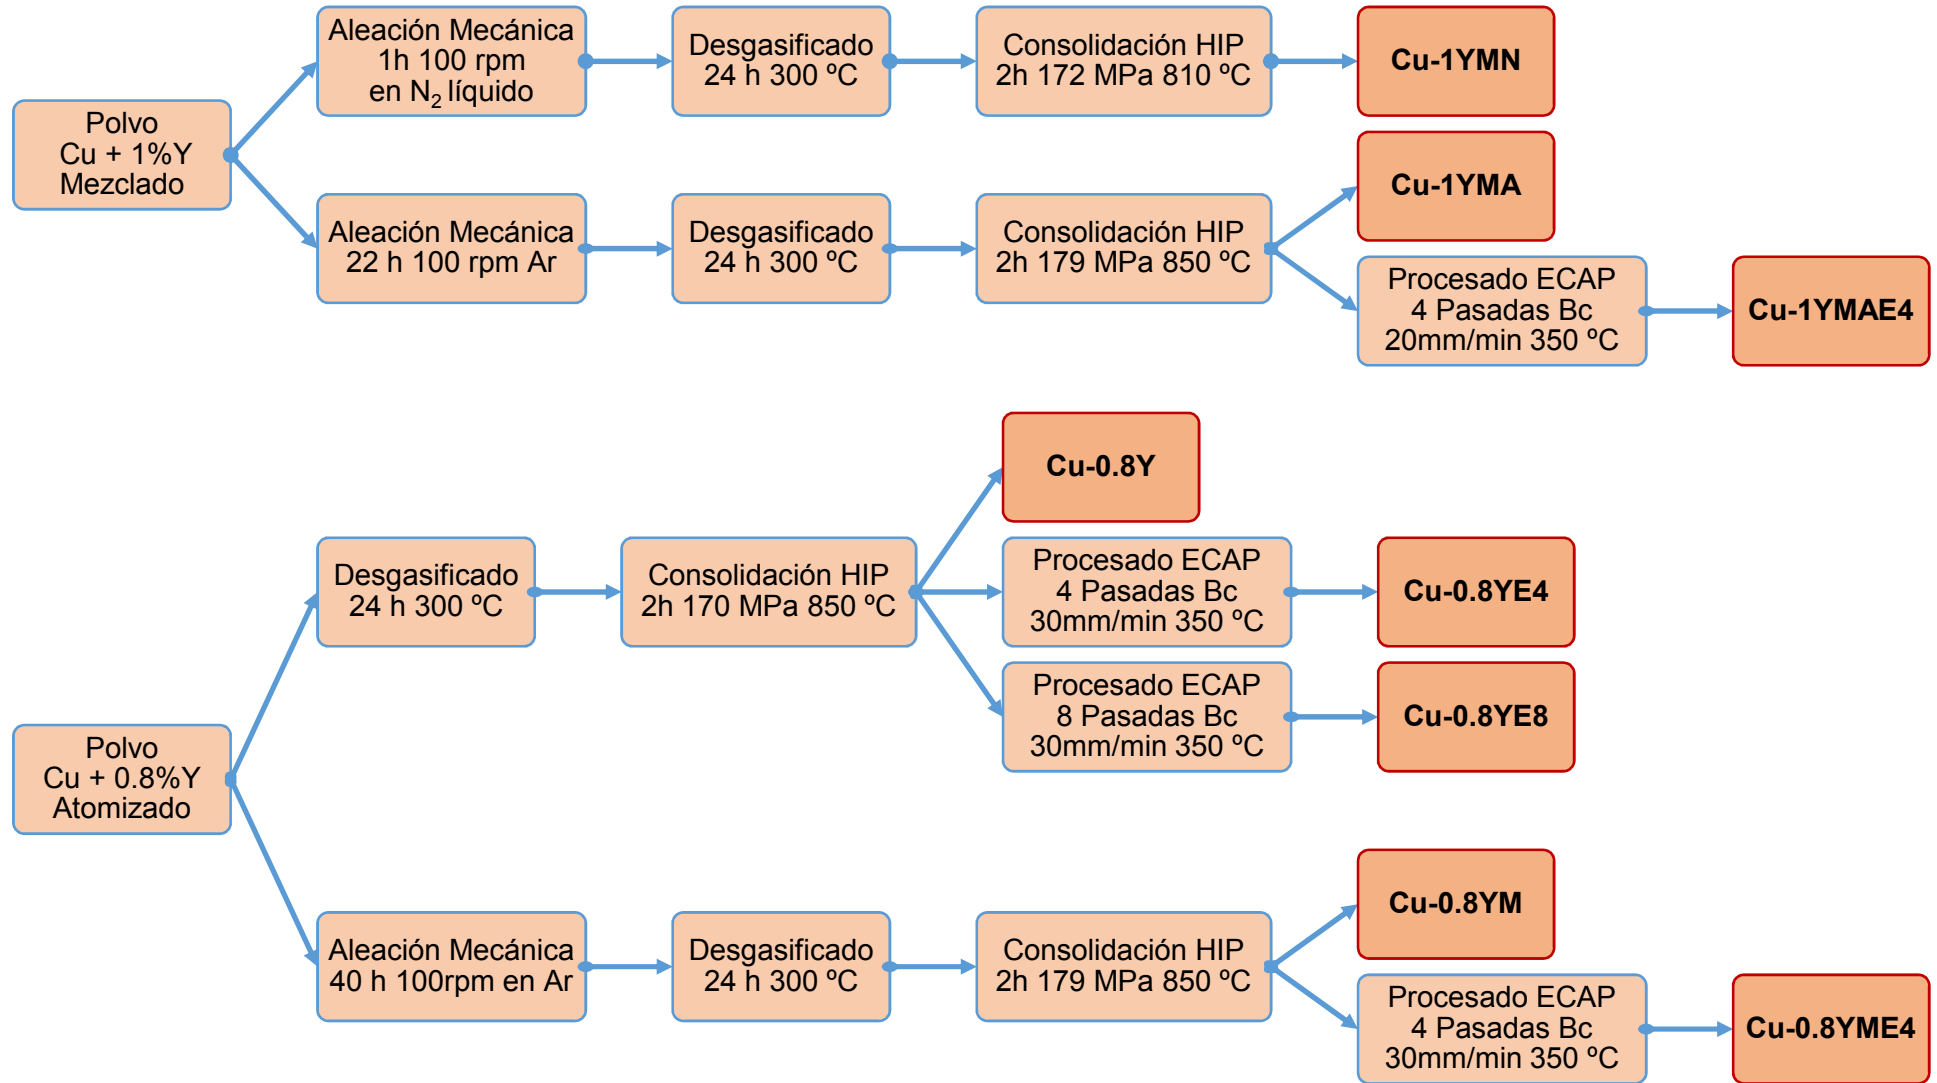 Polvo
Cu + 1%Y
Mezclado
Aleación Mecánica
1h 100 rpm
en N₂ líquido
Desgasificado
24 h 300 ºC
Consolidación HIP
2h 172 MPa 810 ºC
Cu-1YMN
Aleación Mecánica
22 h 100 rpm Ar
Desgasificado
24 h 300 ºC
Consolidación HIP
2h 179 MPa 850 ºC
Cu-1YMA
Procesado ECAP
4 Pasadas Bc
20mm/min 350 ºC
Cu-1YMAE4
Polvo
Cu + 0.8%Y
Atomizado
Desgasificado
24 h 300 ºC
Consolidación HIP
2h 170 MPa 850 ºC
Cu-0.8Y
Procesado ECAP
4 Pasadas Bc
30mm/min 350 ºC
Cu-0.8YE4
Procesado ECAP
8 Pasadas Bc
30mm/min 350 ºC
Cu-0.8YE8
Aleación Mecánica
40 h 100rpm en Ar
Desgasificado
24 h 300 ºC
Consolidación HIP
2h 179 MPa 850 ºC
Cu-0.8YM
Procesado ECAP
4 Pasadas Bc
30mm/min 350 ºC
Cu-0.8YME4